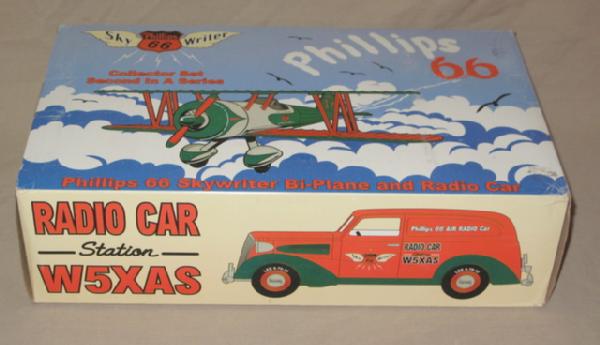 Sky Phillips 66 Writer
Phillips
66
Collector Set
Second In A Series
Phillips 66 Skywriter Bi-Plane and Radio Car
RADIO CAR
Station
W5XAS
Phillips 66 AIR RADIO Car
RADIO CAR
W5XAS